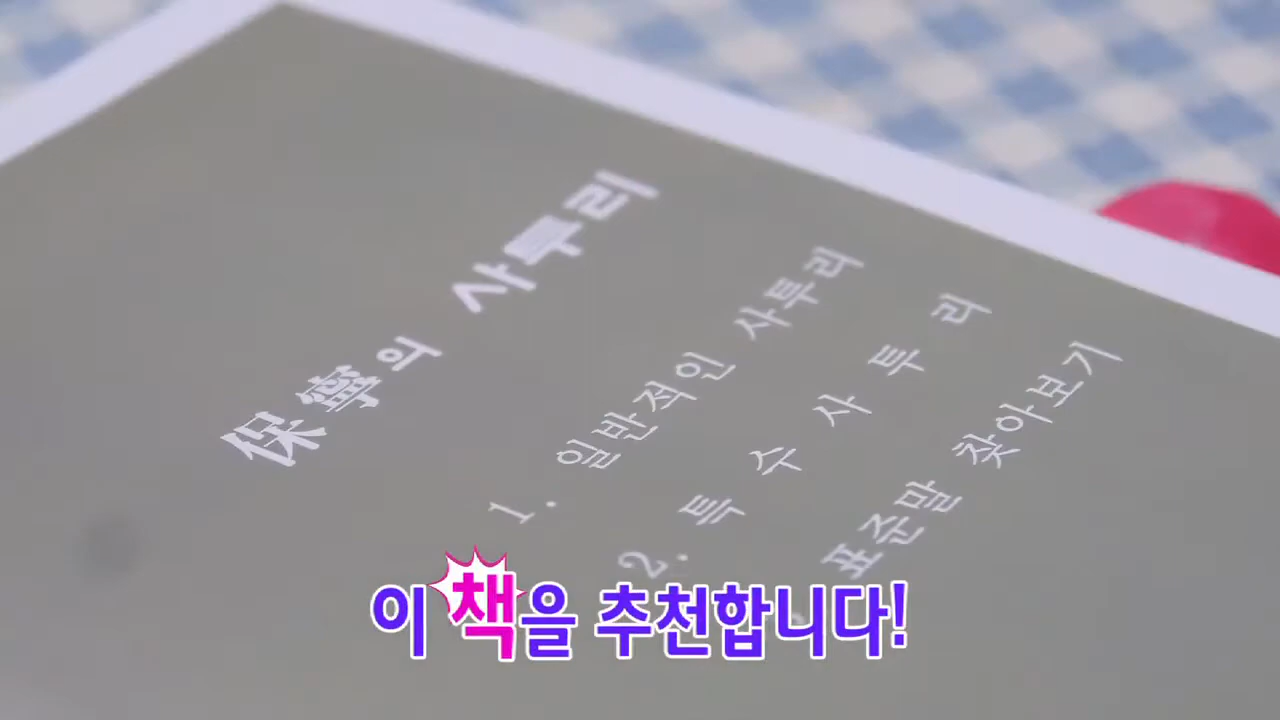 保寧의 사투리
1. 일반적인 사투리
2. 특 수 사 투 리
표준말 찾아보기
이 책을 추천합니다!